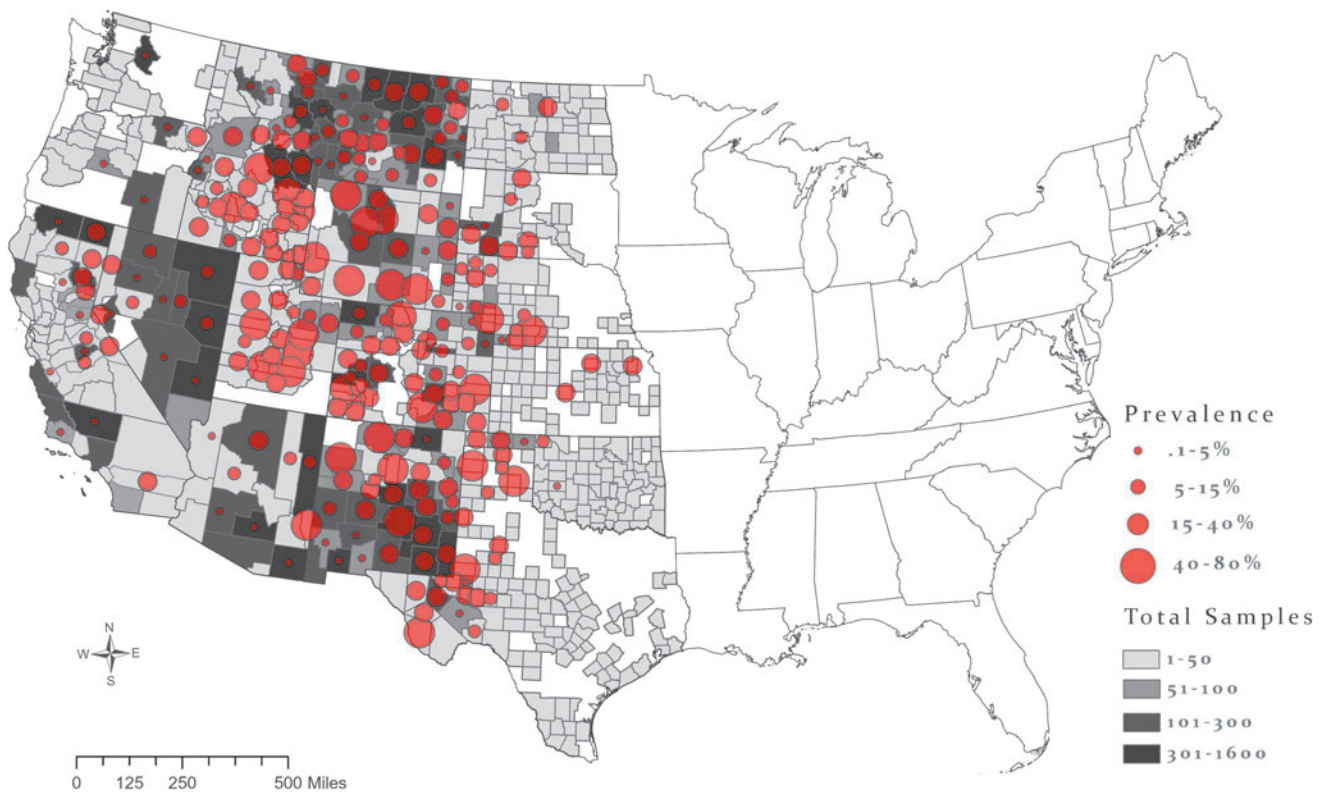 Prevalence
.1-5%
5-15%
15-40%
40-80%
Total Samples
1-50
51-100
101-300
301-1600
N
W E
S
0 125 250 500 Miles